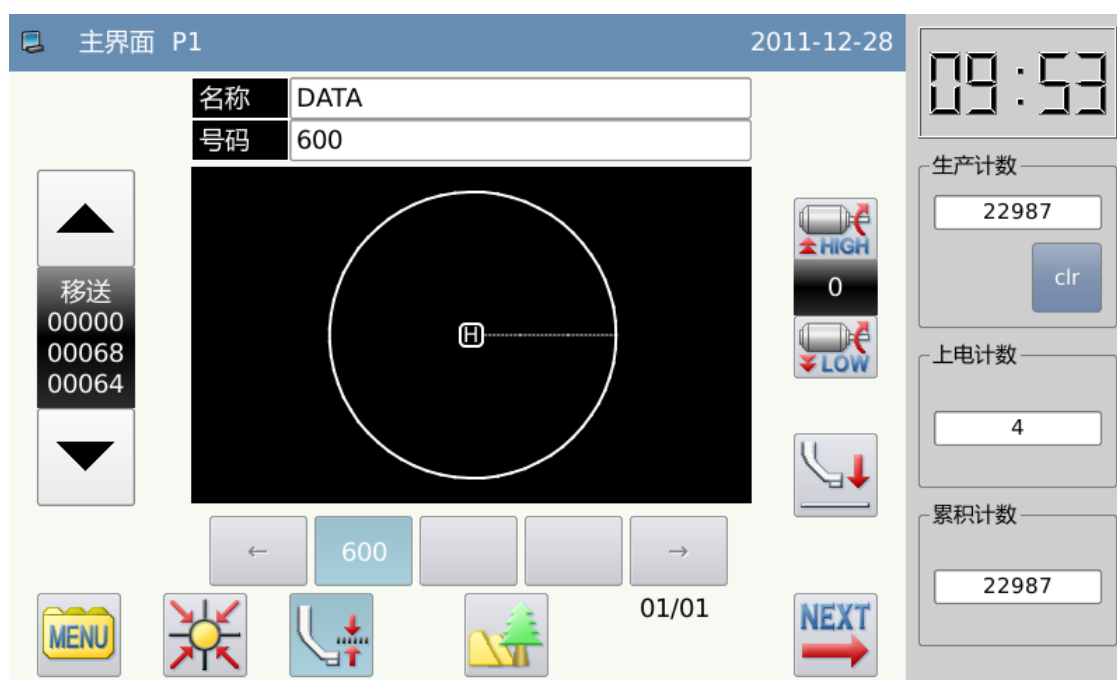 主界面 P1
2011-12-28
09:53
名称 DATA
号码 600
移送
00000
00068
00064
H
HIGH
0
LOW
← 600 →
01/01
MENU
NEXT
生产计数
22987
clr
上电计数
4
累积计数
22987